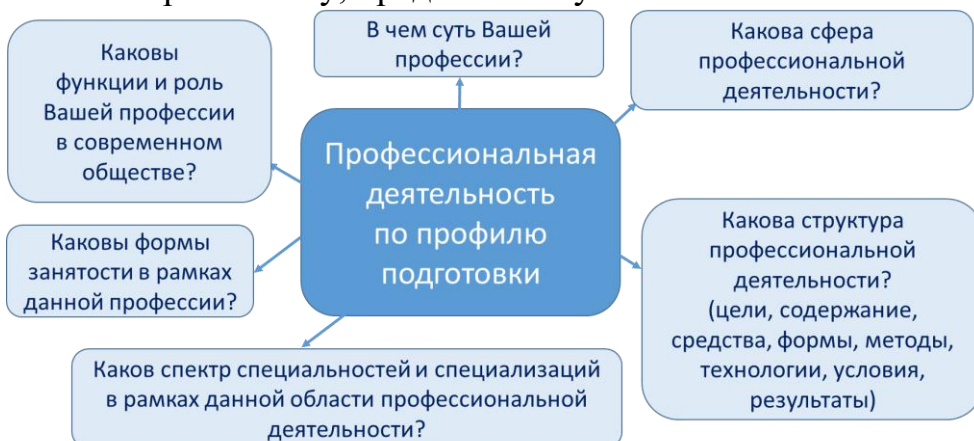 В чем суть Вашей
профессии?
Какова сфера
профессиональной
деятельности?
Каковы
функции и роль
Вашей профессии
в современном
обществе?
Профессиональная
деятельность
по профилю
подготовки
Каковы формы
занятости в рамках
данной профессии?
Какова структура
профессиональной
деятельности?
(цели, содержание,
средства, формы, методы,
технологии, условия,
результаты)
Каков спектр специальностей и специализаций
в рамках данной области профессиональной
деятельности?